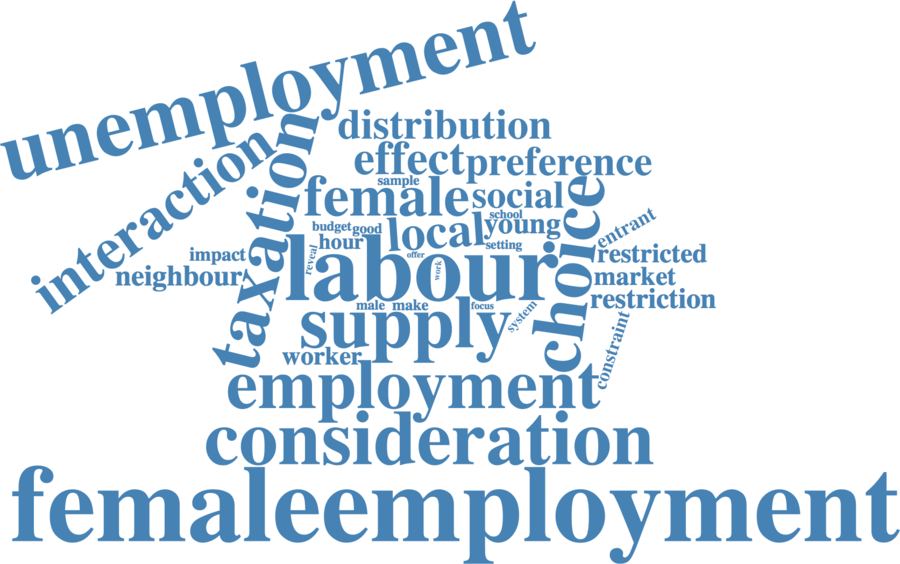 unemployment
interaction
taxation
distribution
effect
preference
sample
female
social
choice
school
budget
good
local
young
entrant
hour
setting
impact
reveal
labour
offer
work
restricted
neighbour
market
male
make
focus
restriction
supply
system
constraint
worker
employment
consideration
femaleemployment